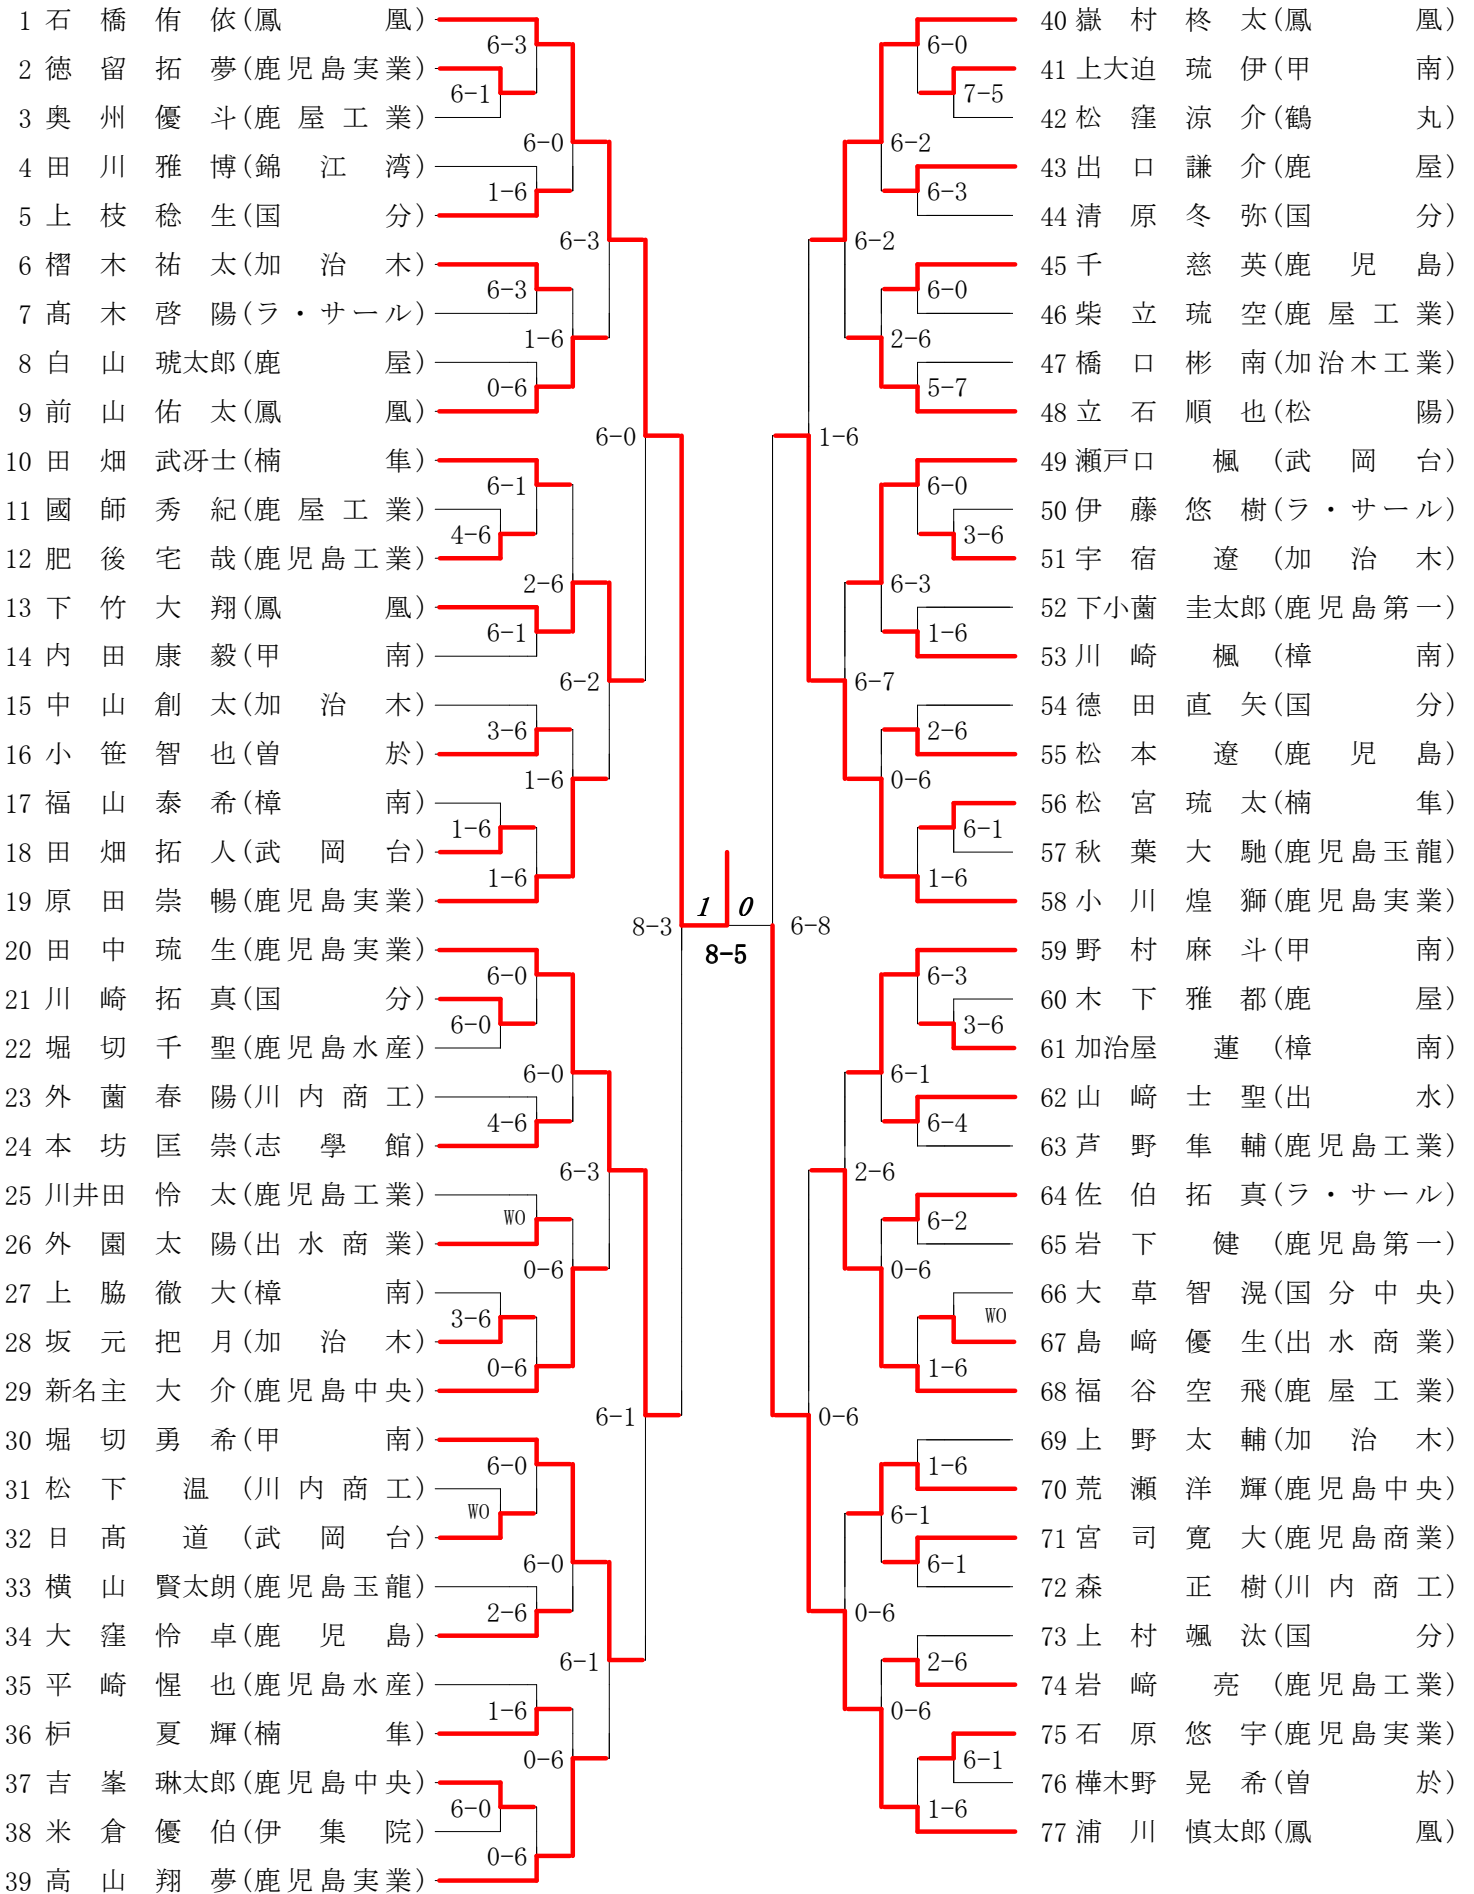 1 石橋侑依(鳳凰)
2 徳留拓夢(鹿児島実業)
3 奥州優斗(鹿屋工業)
4 田川雅博(錦江湾)
5 上枝稔生(国分)
6 榴木祐太(加治木)
7 髙木啓陽(ラ・サール)
8 白山琥太郎(鹿屋)
9 前山佑太(鳳凰)
10 田畑武冴士(楠隼)
11 國師秀紀(鹿屋工業)
12 肥後宅哉(鹿児島工業)
13 下竹大翔(鳳凰)
14 内田康毅(甲南)
15 中山創太(加治木)
16 小笹智也(曽於)
17 福山泰希(樟南)
18 田畑拓人(武岡台)
19 原田崇暢(鹿児島実業)
20 田中琉生(鹿児島実業)
21 川崎拓真(国分)
22 堀切千聖(鹿児島水産)
23 外薗春陽(川内商工)
24 本坊匡崇(志學館)
25 川井田怜太(鹿児島工業)
26 外園太陽(出水商業)
27 上脇徹大(樟南)
28 坂元把月(加治木)
29 新名主大介(鹿児島中央)
30 堀切勇希(甲南)
31 松下温(川内商工)
32 日髙道(武岡台)
33 横山賢太朗(鹿児島玉龍)
34 大窪怜卓(鹿児島)
35 平崎惺也(鹿児島水産)
36 枦夏輝(楠隼)
37 吉峯琳太郎(鹿児島中央)
38 米倉優伯(伊集院)
39 高山翔夢(鹿児島実業)
6-3
6-1
6-0
1-6
6-3
6-3
1-6
0-6
6-0
6-1
4-6
2-6
6-1
6-2
3-6
1-6
1-6
1-6
8-3
6-0
6-0
6-0
4-6
6-3
WO
0-6
3-6
0-6
6-1
6-0
WO
6-0
2-6
6-1
1-6
0-6
6-0
0-6
1 0
8-5
40 嶽村柊太(鳳凰)
41 上大迫琉伊(甲南)
42 松窪涼介(鶴丸)
43 出口謙介(鹿屋)
44 清原冬弥(国分)
45 千慈英(鹿児島)
46 柴立琉空(鹿屋工業)
47 橋口彬南(加治木工業)
48 立石順也(松陽)
49 瀬戸口楓(武岡台)
50 伊藤悠樹(ラ・サール)
51 宇宿遼(加治木)
52 下小薗圭太郎(鹿児島第一)
53 川崎楓(樟南)
54 德田直矢(国分)
55 松本遼(鹿児島)
56 松宮琉太(楠隼)
57 秋葉大馳(鹿児島玉龍)
58 小川煌獅(鹿児島実業)
59 野村麻斗(甲南)
60 木下雅都(鹿屋)
61 加治屋蓮(樟南)
62 山﨑士聖(出水)
63 芦野隼輔(鹿児島工業)
64 佐伯拓真(ラ・サール)
65 岩下健(鹿児島第一)
66 大草智滉(国分中央)
67 島﨑優生(出水商業)
68 福谷空飛(鹿屋工業)
69 上野太輔(加治木)
70 荒瀬洋輝(鹿児島中央)
71 宮司寛大(鹿児島商業)
72 森正樹(川内商工)
73 上村颯汰(国分)
74 岩﨑亮(鹿児島工業)
75 石原悠宇(鹿児島実業)
76 樺木野晃希(曽於)
77 浦川慎太郎(鳳凰)
6-0
7-5
6-2
6-3
6-2
6-0
2-6
5-7
1-6
6-0
3-6
6-3
1-6
6-7
2-6
0-6
6-1
1-6
6-8
6-3
3-6
6-1
6-4
2-6
6-2
0-6
WO
1-6
0-6
1-6
6-1
6-1
0-6
2-6
0-6
6-1
1-6